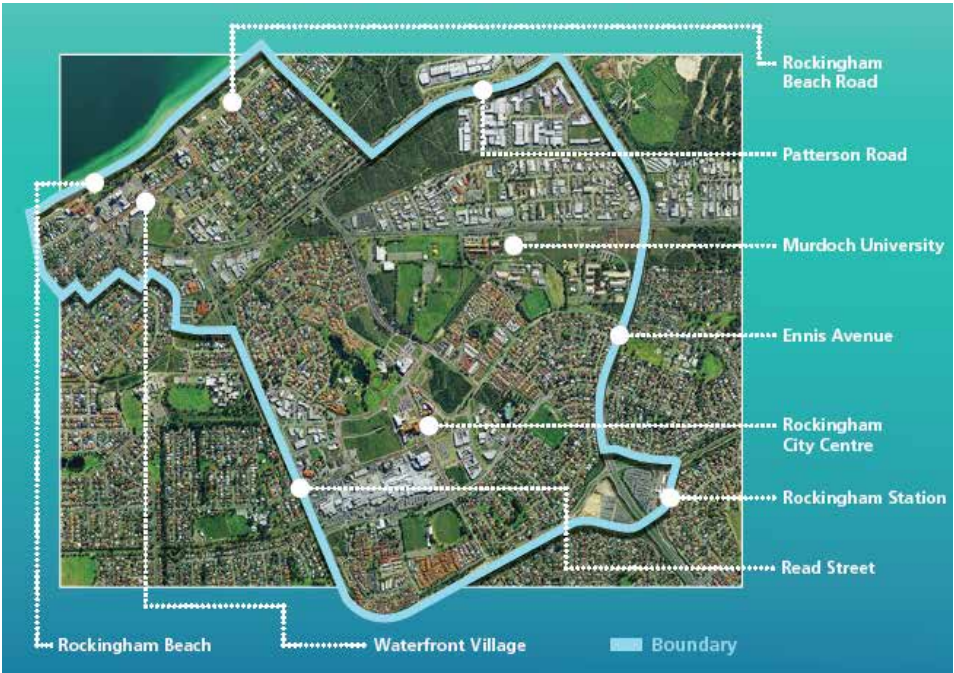 Rockingham
Beach Road
Patterson Road
Murdoch University
Ennis Avenue
Rockingham
City Centre
Rockingham Station
Read Street
Rockingham Beach
Waterfront Village
Boundary